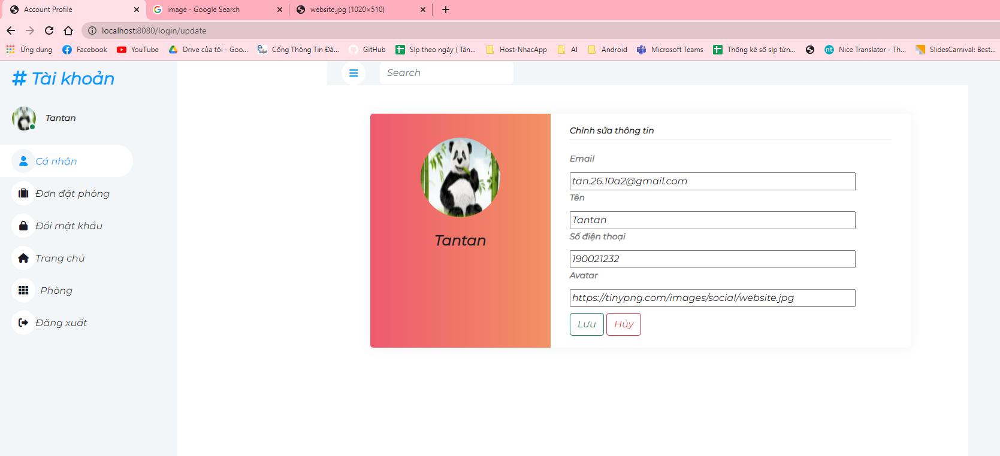 Account Profile
image - Google Search
website.jpg (1020×510)
localhost:8080/login/update
Ứng dụng
Facebook
YouTube
Drive của tôi - Goo...
Cổng Thông Tin Đà...
GitHub
Slp theo ngày ( Tân...
Host-NhacApp
AI
Android
Microsoft Teams
Thống kê số slp từn...
nt
Nice Translator - Th...
SlidesCarnival: Best...
# Tài khoản
Search
Tantan
Cá nhân
Đơn đặt phòng
Đổi mật khẩu
Trang chủ
Phòng
Đăng xuất
Tantan
Chỉnh sửa thông tin
Email
tan.26.10a2@gmail.com
Tên
Tantan
Số điện thoại
190021232
Avatar
https://tinypng.com/images/social/website.jpg
Lưu
Hủy